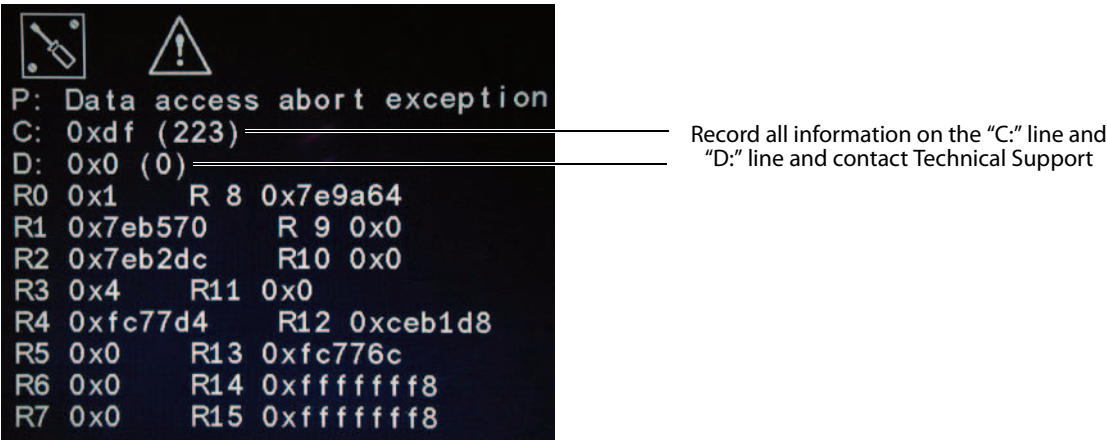 P: Data access abort exception
C: 0xdf (223)
D: 0x0 (0)
R0 0x1 R 8 0x7e9a64
R1 0x7eb570 R 9 0x0
R2 0x7eb2dc R10 0x0
R3 0x4 R11 0x0
R4 0xfc77d4 R12 0xceb1d8
R5 0x0 R13 0xfc776c
R6 0x0 R14 0xfffffff8
R7 0x0 R15 0xfffffff8
Record all information on the “C:” line and
“D:” line and contact Technical Support